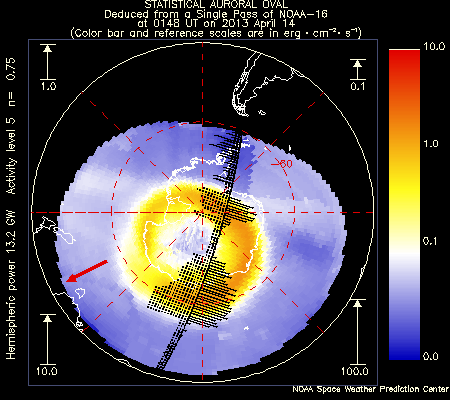 STATISTICAL AURORAL OVAL
Deduced from a Single Pass of NOAA-16
at 0148 UT on 2013 April 14
(Color bar and reference scales are in erg · cm⁻² · s⁻¹)
Hemispheric power 13.2 GW Activity level 5 n= 0.75
1.0
0.1
10.0
100.0
-60
10.0
1.0
0.1
0.0
NOAA Space Weather Prediction Center